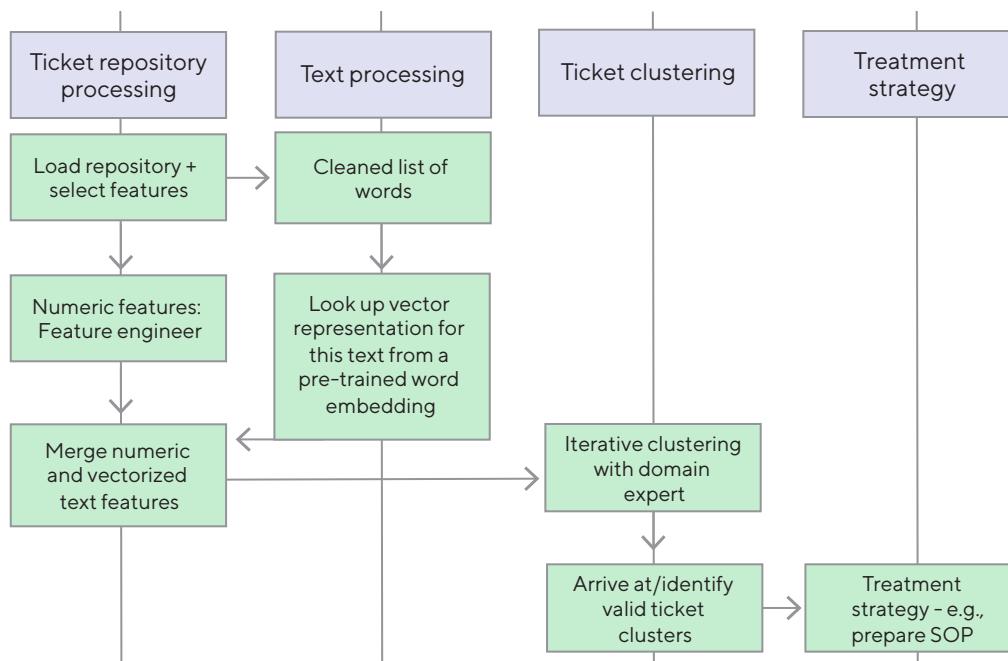 Ticket repository
processing
Text processing
Ticket clustering
Treatment
strategy
Load repository +
select features
Cleaned list of
words
Numeric features:
Feature engineer
Look up vector
representation for
this text from a
pre-trained word
embedding
Merge numeric
and vectorized
text features
Iterative clustering
with domain
expert
Arrive at/identify
valid ticket
clusters
Treatment
strategy – e.g.,
prepare SOP